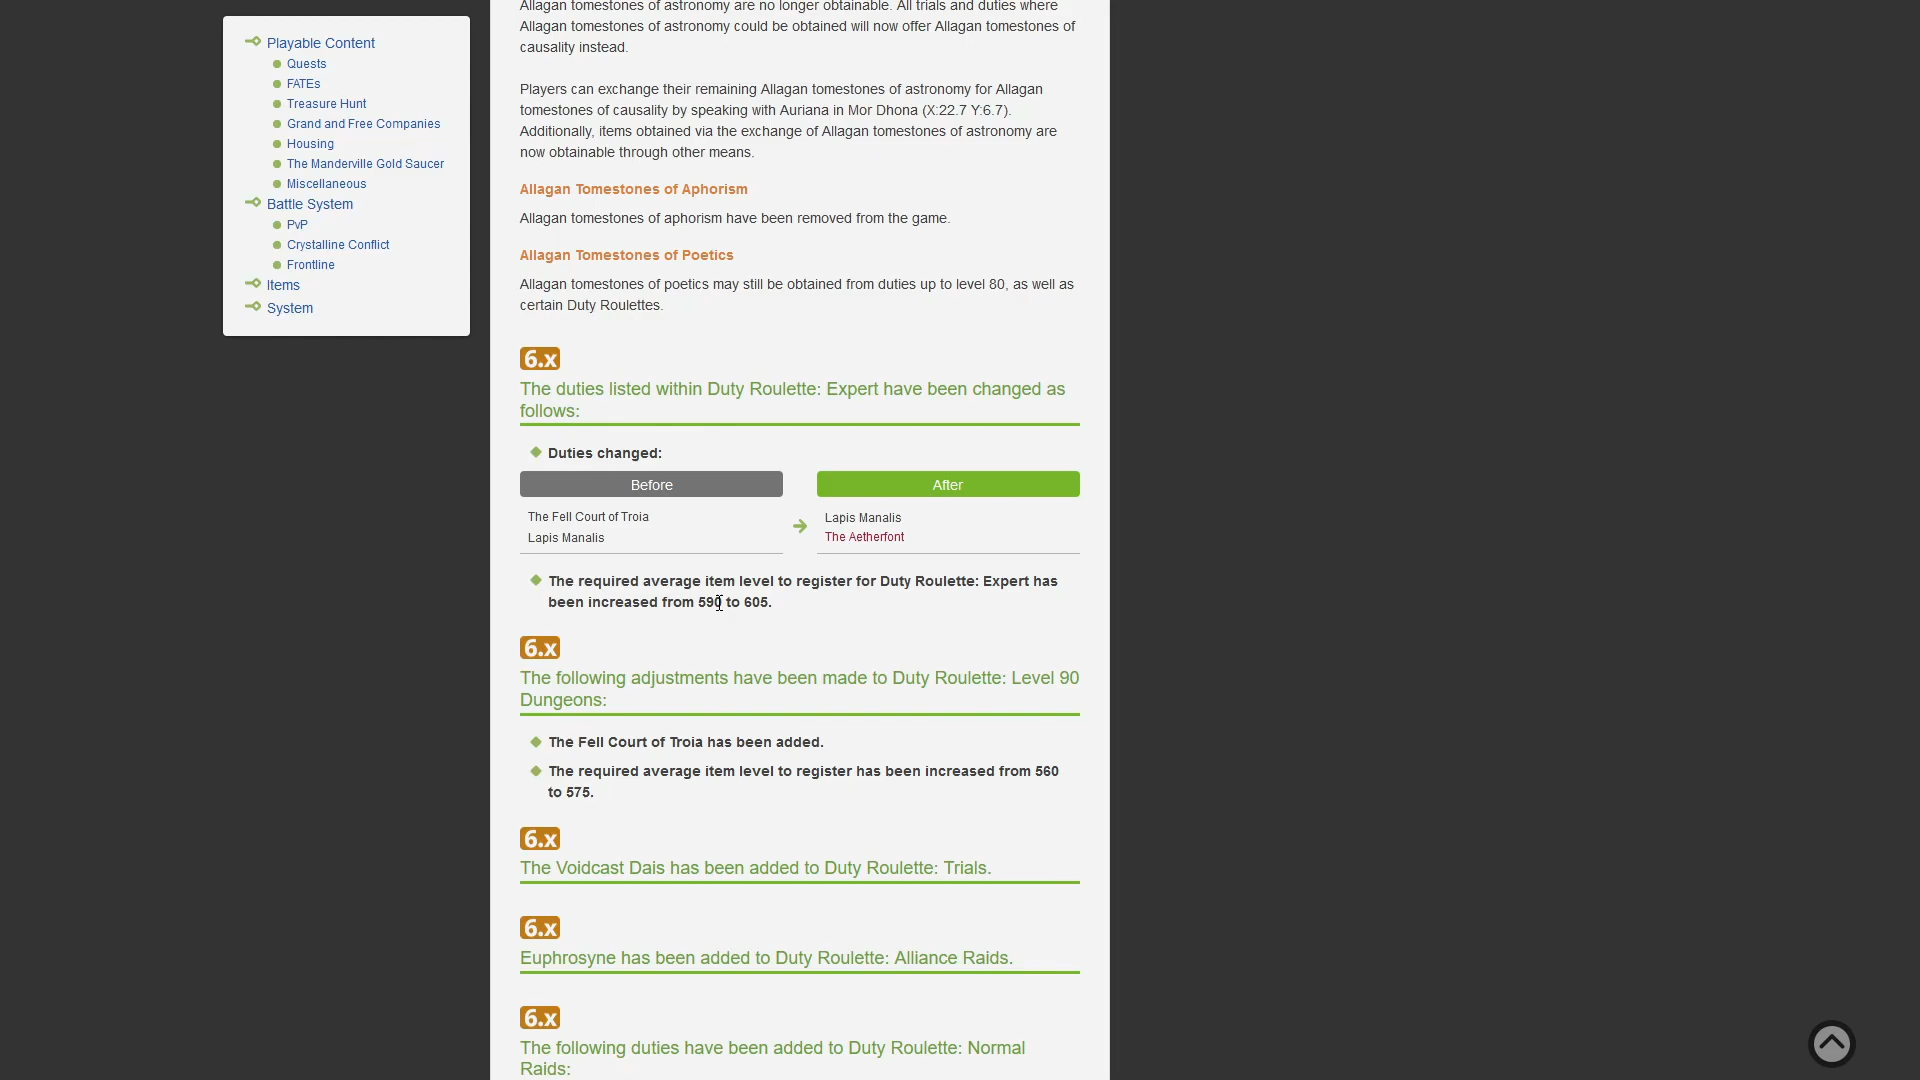 Playable Content
Quests
FATEs
Treasure Hunt
Grand and Free Companies
Housing
The Manderville Gold Saucer
Miscellaneous
Battle System
PvP
Crystalline Conflict
Frontline
Items
System
Allagan tomestones of astronomy are no longer obtainable. All trials and duties where
Allagan tomestones of astronomy could be obtained will now offer Allagan tomestones of
causality instead.
Players can exchange their remaining Allagan tomestones of astronomy for Allagan
tomestones of causality by speaking with Auriana in Mor Dhona (X:22.7 Y:6.7).
Additionally, items obtained via the exchange of Allagan tomestones of astronomy are
now obtainable through other means.
Allagan Tomestones of Aphorism
Allagan tomestones of aphorism have been removed from the game.
Allagan Tomestones of Poetics
Allagan tomestones of poetics may still be obtained from duties up to level 80, as well as
certain Duty Roulettes.
6.x
The duties listed within Duty Roulette: Expert have been changed as
follows:
Duties changed:
Before
After
The Fell Court of Troia
Lapis Manalis
Lapis Manalis
The Aetherfont
The required average item level to register for Duty Roulette: Expert has
been increased from 590 to 605.
6.x
The following adjustments have been made to Duty Roulette: Level 90
Dungeons:
The Fell Court of Troia has been added.
The required average item level to register has been increased from 560
to 575.
6.x
The Voidcast Dais has been added to Duty Roulette: Trials.
6.x
Euphrosyne has been added to Duty Roulette: Alliance Raids.
6.x
The following duties have been added to Duty Roulette: Normal
Raids: